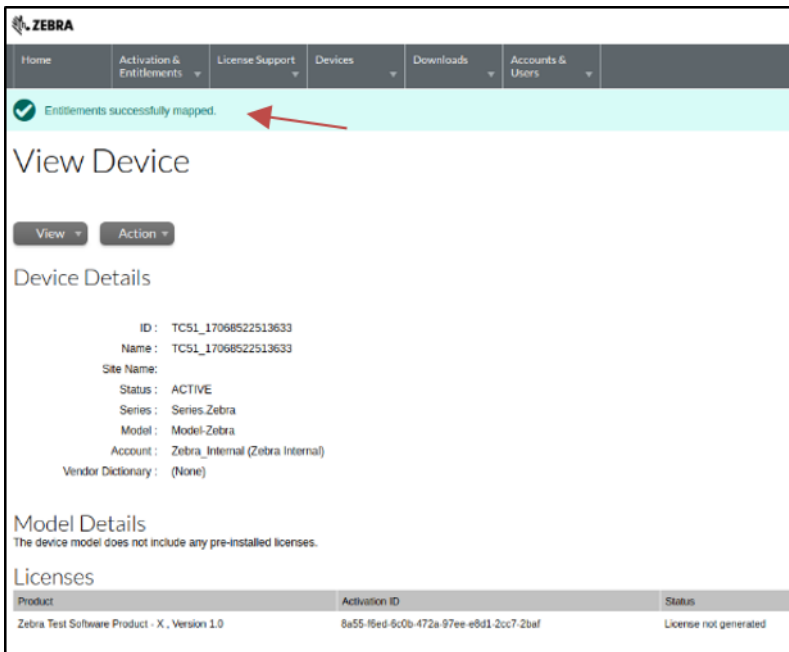 ZEBRA
Home
Activation & Entitlements
License Support
Devices
Downloads
Accounts & Users
Entitlements successfully mapped.
View Device
View
Action
Device Details
ID : TC51_17068522513633
Name : TC51_17068522513633
Site Name:
Status : ACTIVE
Series : Series.Zebra
Model : Model-Zebra
Account : Zebra_Internal (Zebra Internal)
Vendor Dictionary : (None)
Model Details
The device model does not include any pre-installed licenses.
Licenses
Product Activation ID Status
Zebra Test Software Product - X , Version 1.0 8a55-f6ed-6c0b-472a-97ee-e8d1-2cc7-2baf License not generated